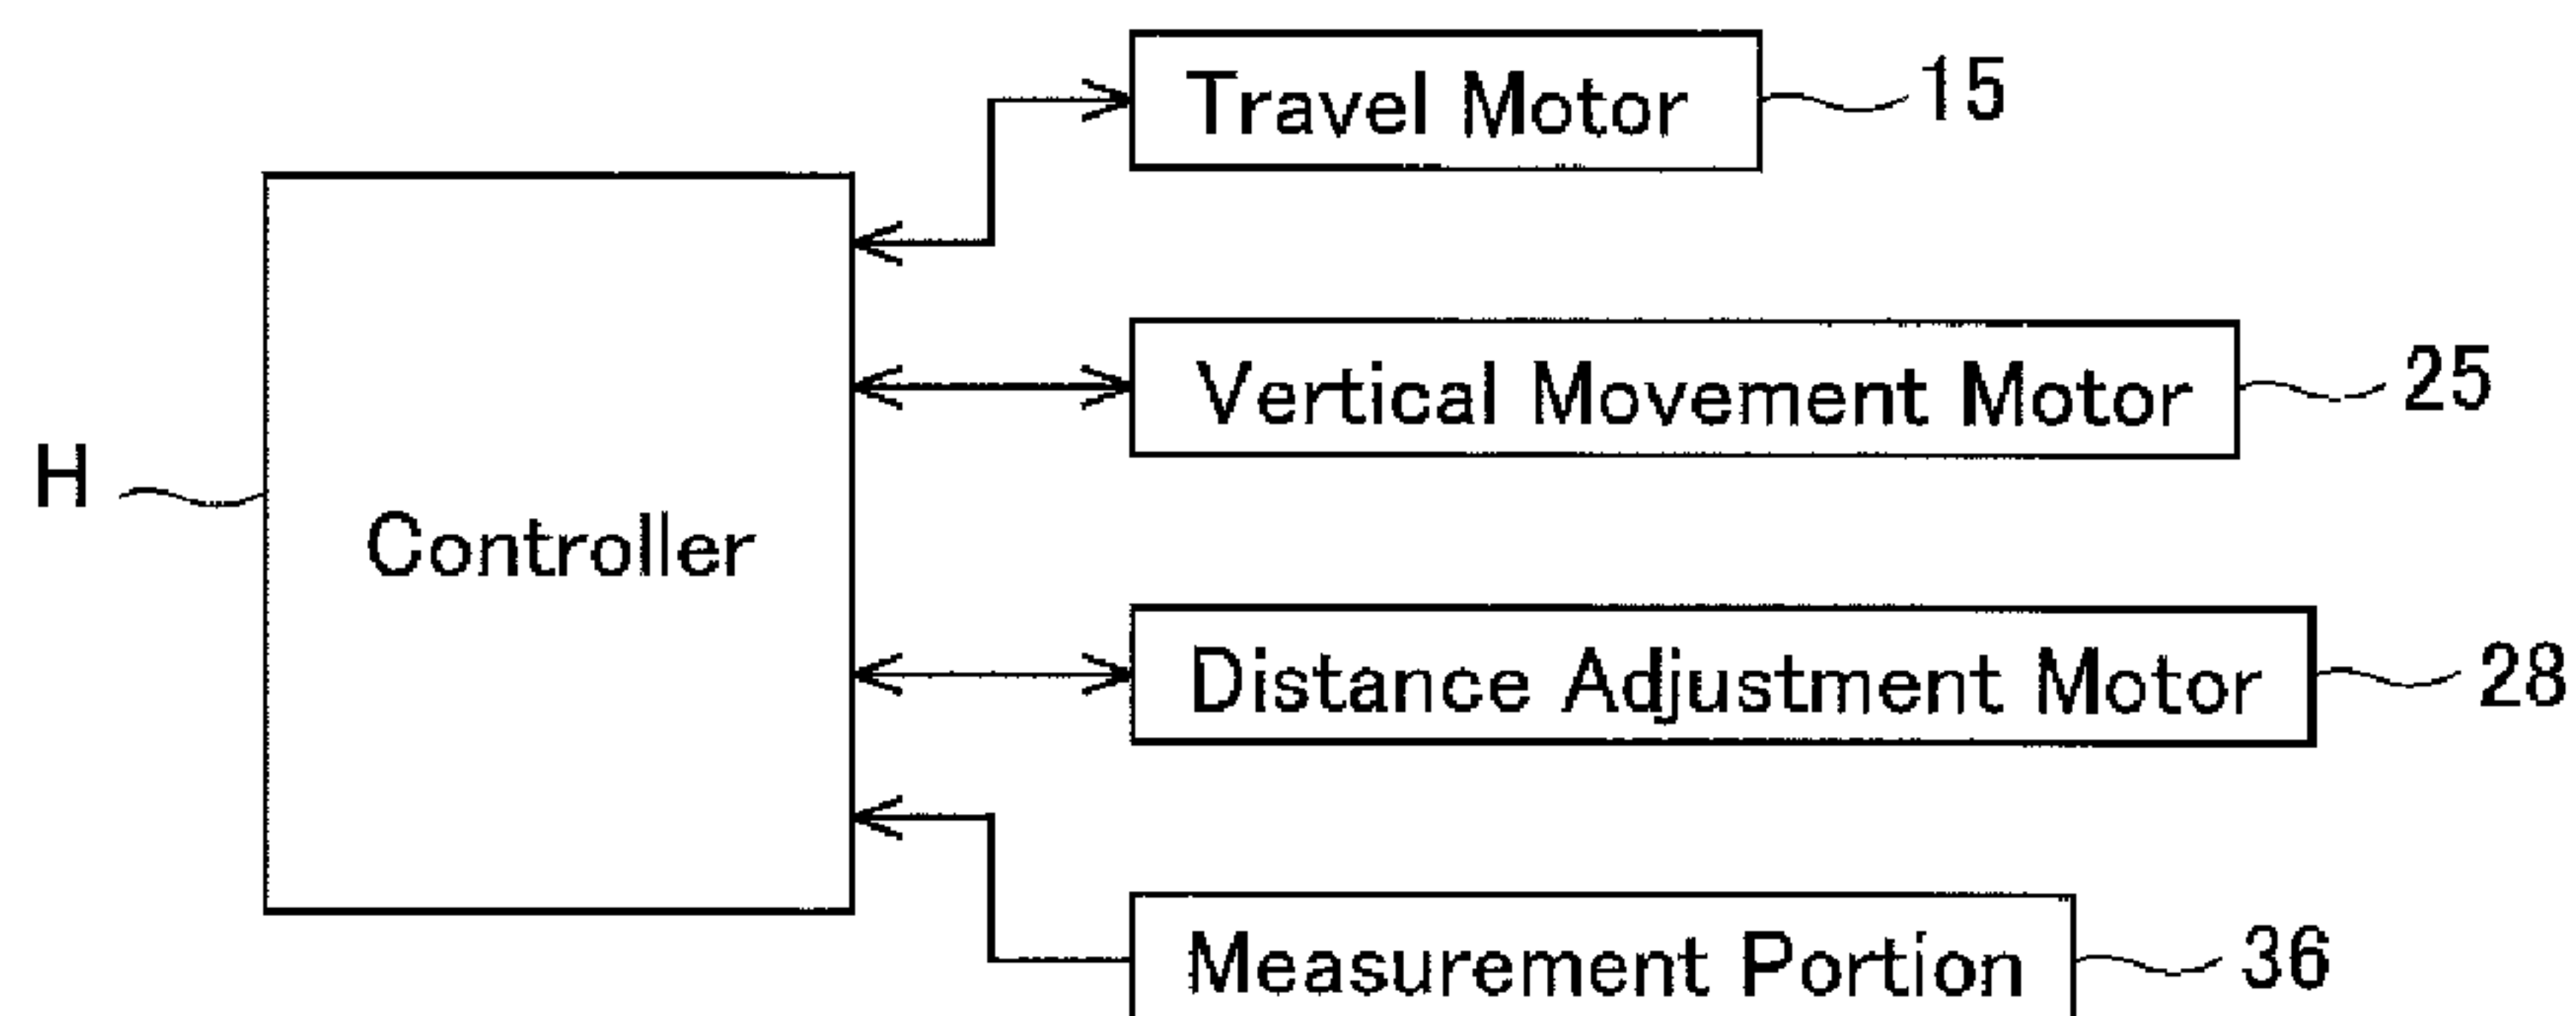 Travel Motor 15
Vertical Movement Motor 25
H
Controller
Distance Adjustment Motor 28
Measurement Portion 36